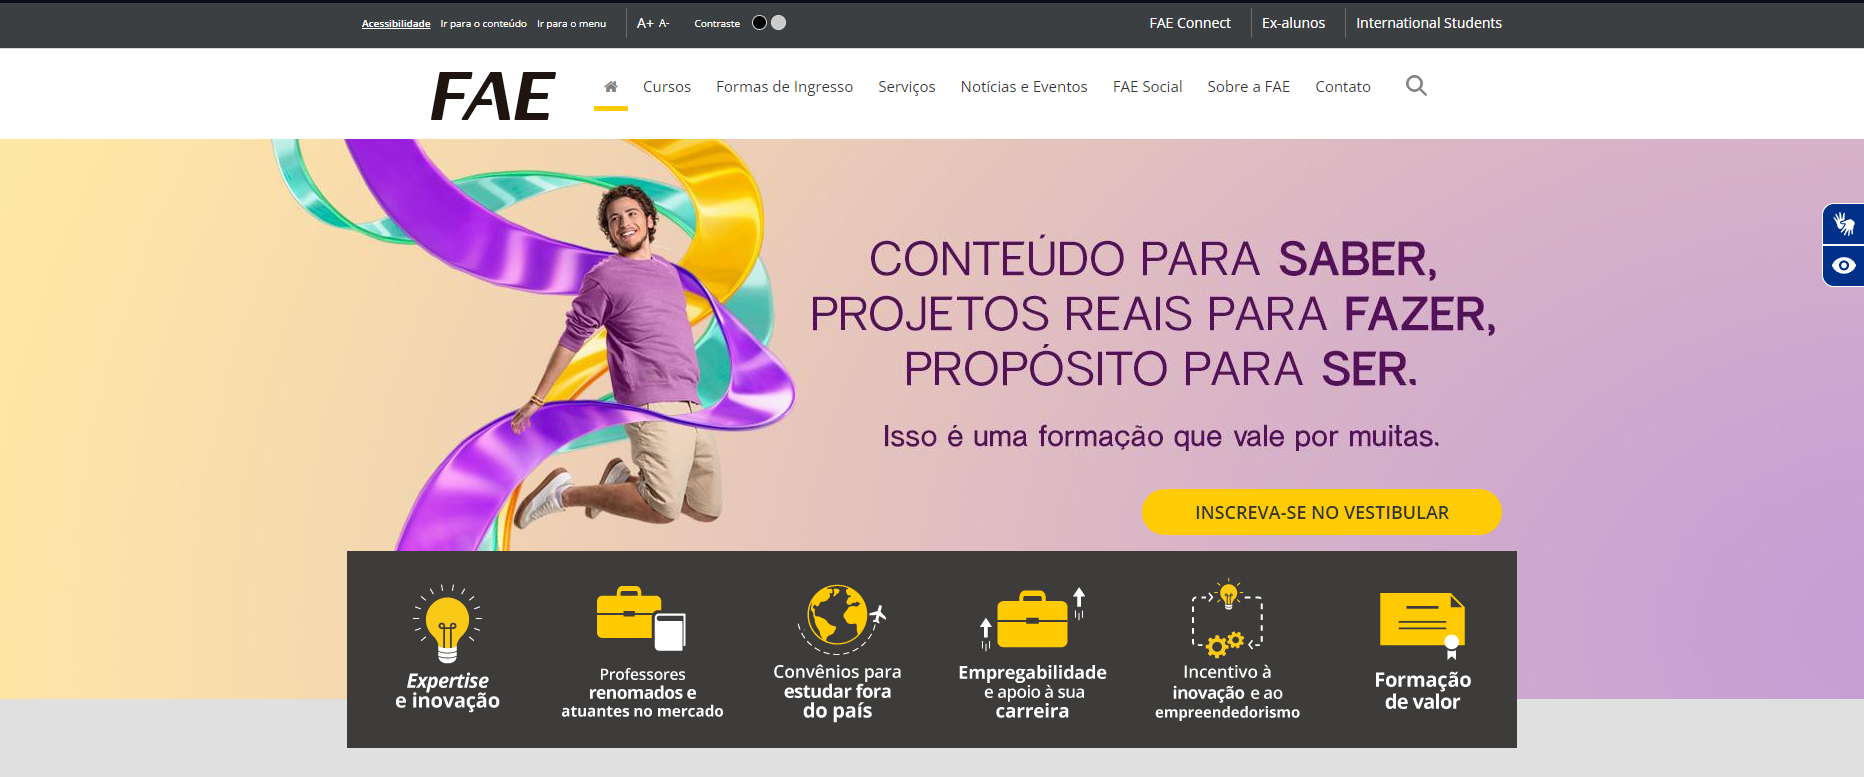 Acessibilidade Ir para o conteúdo Ir para o menu A+ A- Contraste FAE Connect Ex-alunos International Students
FAE Cursos Formas de Ingresso Serviços Notícias e Eventos FAE Social Sobre a FAE Contato
CONTEÚDO PARA SABER,
PROJETOS REAIS PARA FAZER,
PROPÓSITO PARA SER.
Isso é uma formação que vale por muitas.
INSCREVA-SE NO VESTIBULAR
Expertise
e inovação
Professores
renomados e
atuantes no mercado
Convênios para
estudar fora
do país
Empregabilidade
e apoio à sua
carreira
Incentivo à
inovação e ao
empreendedorismo
Formação
de valor